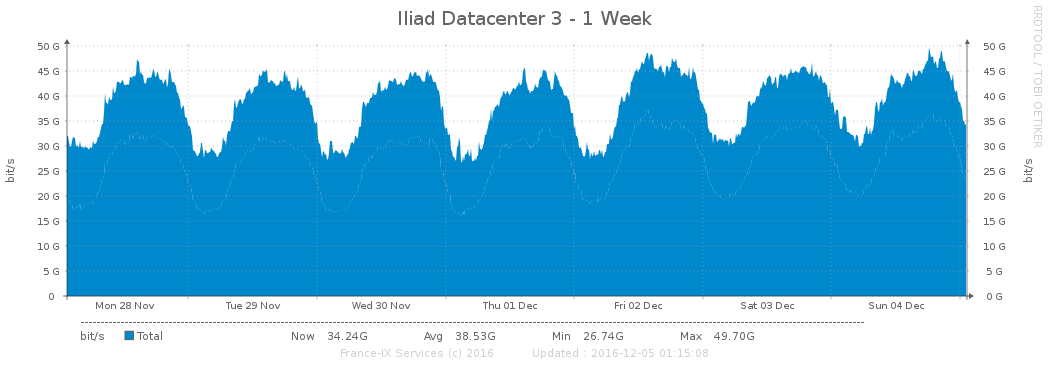 Iliad Datacenter 3 - 1 Week
RRDTOOL / TOBI OETIKER
50 G 50 G
45 G 45 G
40 G 40 G
35 G 35 G
30 G 30 G
25 G 25 G
20 G 20 G
15 G 15 G
10 G 10 G
5 G 5 G
0 0 G
bit/s bit/s
Mon 28 Nov Tue 29 Nov Wed 30 Nov Thu 01 Dec Fri 02 Dec Sat 03 Dec Sun 04 Dec
bit/s Total Now 34.24G Avg 38.53G Min 26.74G Max 49.70G
France-IX Services (c) 2016 Updated : 2016-12-05 01:15:08